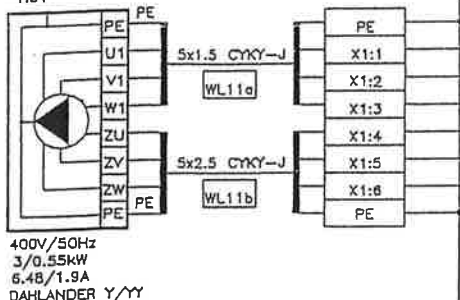 PE
PE
PE
U1
5x1.5 CYKY-J
X1:1
V1
WL11a
X1:2
W1
X1:3
ZU
X1:4
ZV
5x2.5 CYKY-J
X1:5
ZW
WL11b
X1:6
PE
PE
PE
400V/50Hz
3/0.55kW
6.48/1.9A
DAHLANDER Y/YY